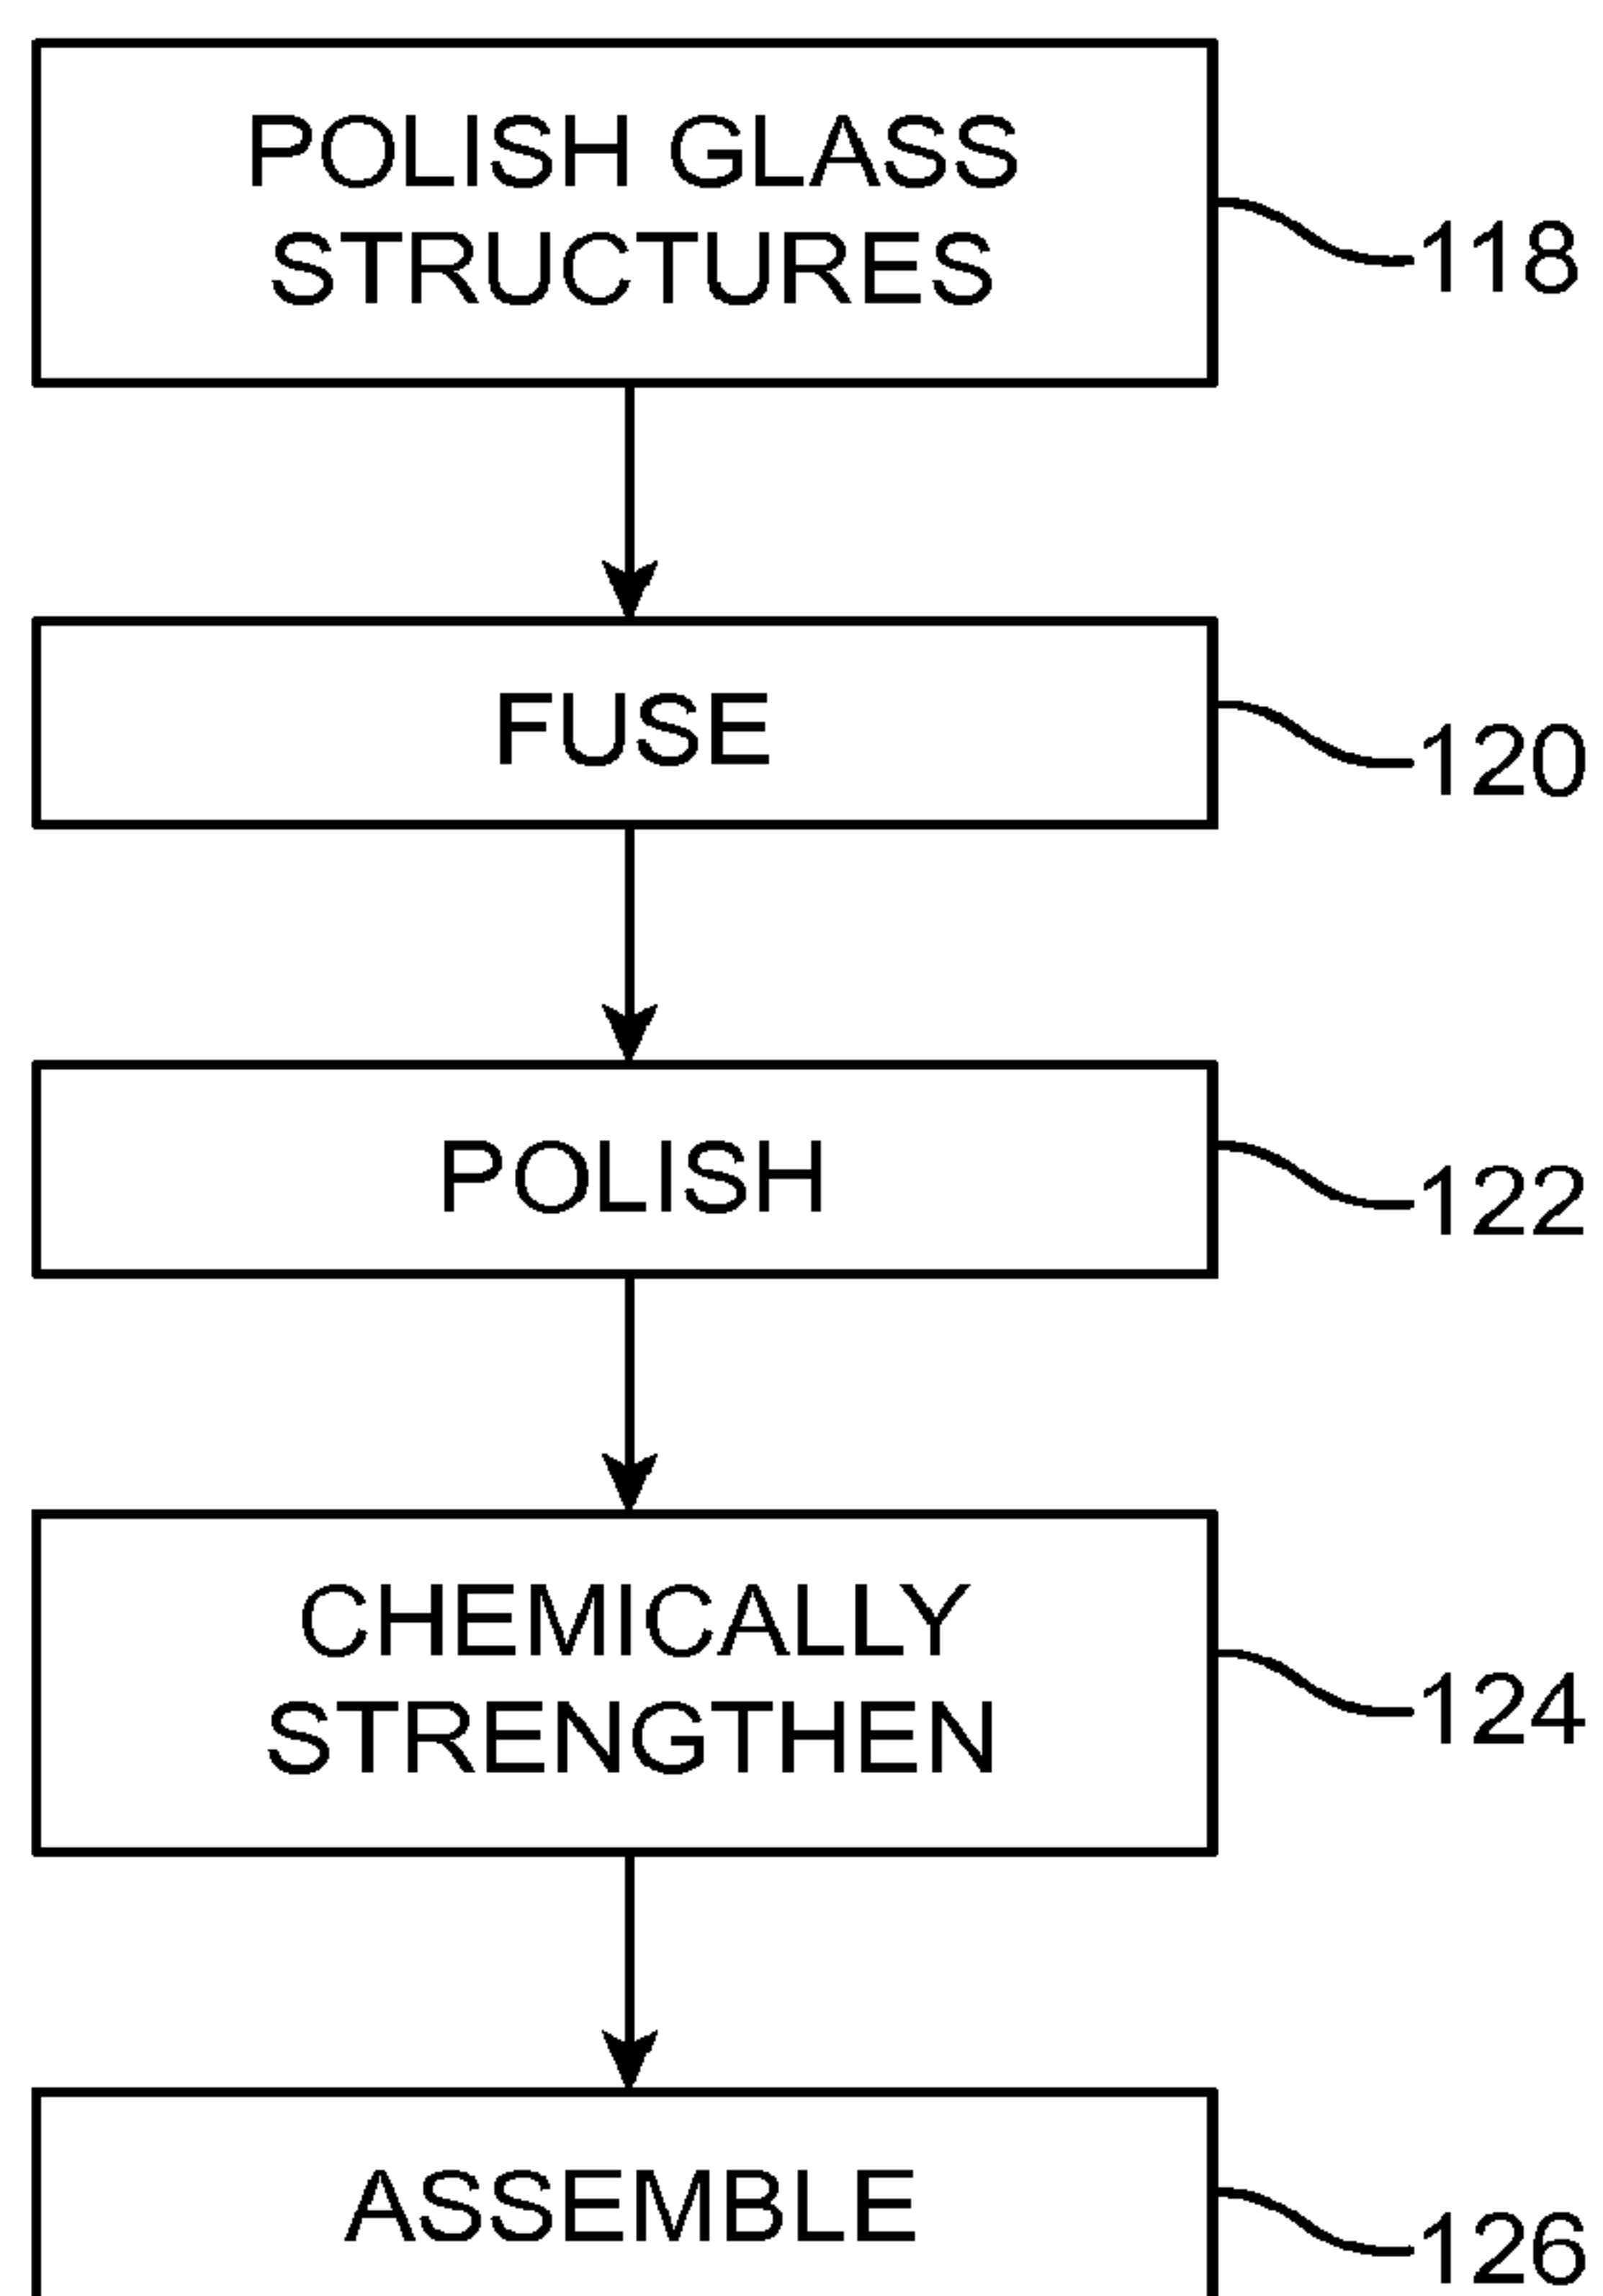 POLISH GLASS
STRUCTURES
118
FUSE
120
POLISH
122
CHEMICALLY
STRENGTHEN
124
ASSEMBLE
126